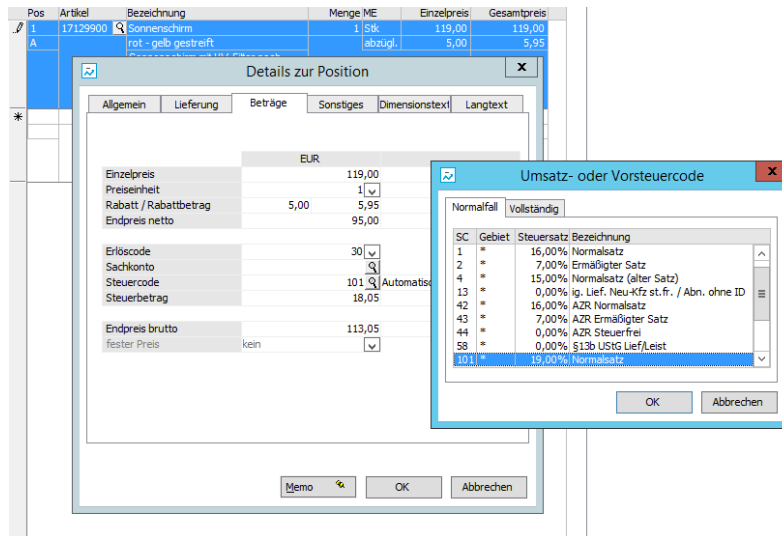 Pos Artikel Bezeichnung Menge ME Einzelpreis Gesamtpreis
1 17129900 Sonnenschirm 1 Stk 119,00 119,00
A rot - gelb gestreift abzügl. 5,00 5,95
Details zur Position
Allgemein Lieferung Beträge Sonstiges Dimensionstext Langtext
EUR
Einzelpreis 119,00
Preiseinheit 1
Rabatt / Rabattbetrag 5,00 5,95
Endpreis netto 95,00
Erlöscode 30
Sachkonto
Steuercode 101 Automatisc
Steuerbetrag 18,05
Endpreis brutto 113,05
fester Preis kein
Memo OK Abbrechen
Umsatz- oder Vorsteuercode
Normalfall Vollständig
SC Gebiet Steuersatz Bezeichnung
1 * 16,00% Normalsatz
2 * 7,00% Ermäßigter Satz
4 * 15,00% Normalsatz (alter Satz)
13 * 0,00% ig. Lief. Neu-Kfz st.fr. / Abn. ohne ID
42 * 16,00% AZR Normalsatz
43 * 7,00% AZR Ermäßigter Satz
44 * 0,00% AZR Steuerfrei
58 * 0,00% §13b UStG Lief/Leist
101 * 19,00% Normalsatz
OK Abbrechen